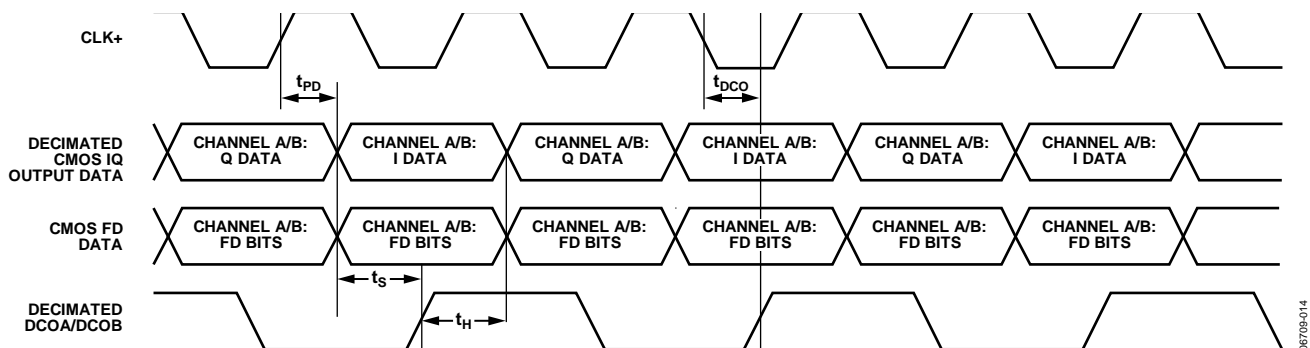 CLK+
tPD
tDCO
DECIMATED
CMOS IQ
OUTPUT DATA
CHANNEL A/B:
Q DATA
CHANNEL A/B:
I DATA
CHANNEL A/B:
Q DATA
CHANNEL A/B:
I DATA
CHANNEL A/B:
Q DATA
CHANNEL A/B:
I DATA
CMOS FD
DATA
CHANNEL A/B:
FD BITS
CHANNEL A/B:
FD BITS
CHANNEL A/B:
FD BITS
CHANNEL A/B:
FD BITS
CHANNEL A/B:
FD BITS
CHANNEL A/B:
FD BITS
tS
tH
DECIMATED
DCOA/DCOB
06709-014